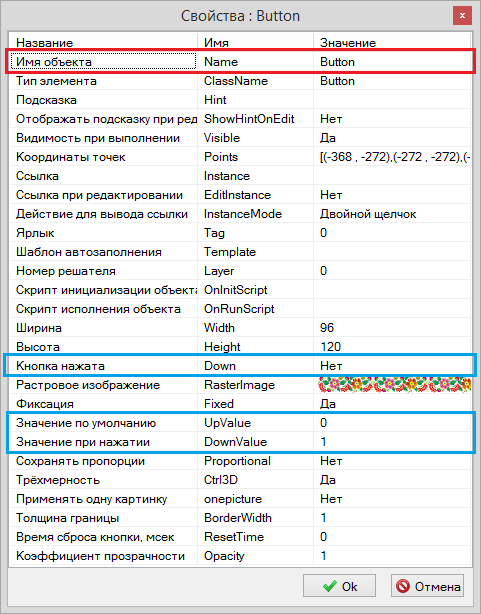 Свойства : Button
x
Название Имя Значение
Имя объекта Name Button
Тип элемента ClassName Button
Подсказка Hint
Отображать подсказку при ред ShowHintOnEdit Нет
Видимость при выполнении Visible Да
Координаты точек Points [(-368 , -272),(-272 , -272),(-
Ссылка Instance
Ссылка при редактировании EditInstance Нет
Действие для вывода ссылки InstanceMode Двойной щелчок
Ярлык Tag 0
Шаблон автозаполнения Template
Номер решателя Layer 0
Скрипт инициализации объекта OnInitScript
Скрипт исполнения объекта OnRunScript
Ширина Width 96
Высота Height 120
Кнопка нажата Down Нет
Растровое изображение RasterImage
Фиксация Fixed Да
Значение по умолчанию UpValue 0
Значение при нажатии DownValue 1
Сохранять пропорции Proportional Нет
Трёхмерность Ctrl3D Да
Применять одну картинку onepicture Нет
Толщина границы BorderWidth 1
Время сброса кнопки, мсек ResetTime 0
Коэффициент прозрачности Opacity 1
Ok Отмена